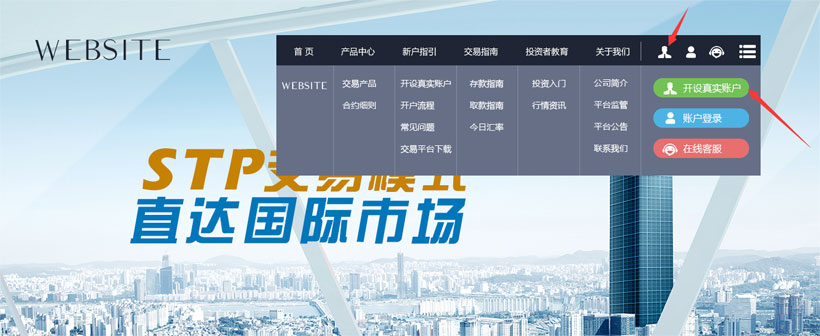 WEBSITE
首 页 产品中心 新户指引 交易指南 投资者教育 关于我们
WEBSITE 交易产品 开设真实账户 存款指南 投资入门 公司简介 开设真实账户
合约细则 开户流程 取款指南 行情资讯 平台监管
常见问题 今日汇率 平台公告 账户登录
交易平台下载 联系我们 在线客服
STP交易模式
直达国际市场